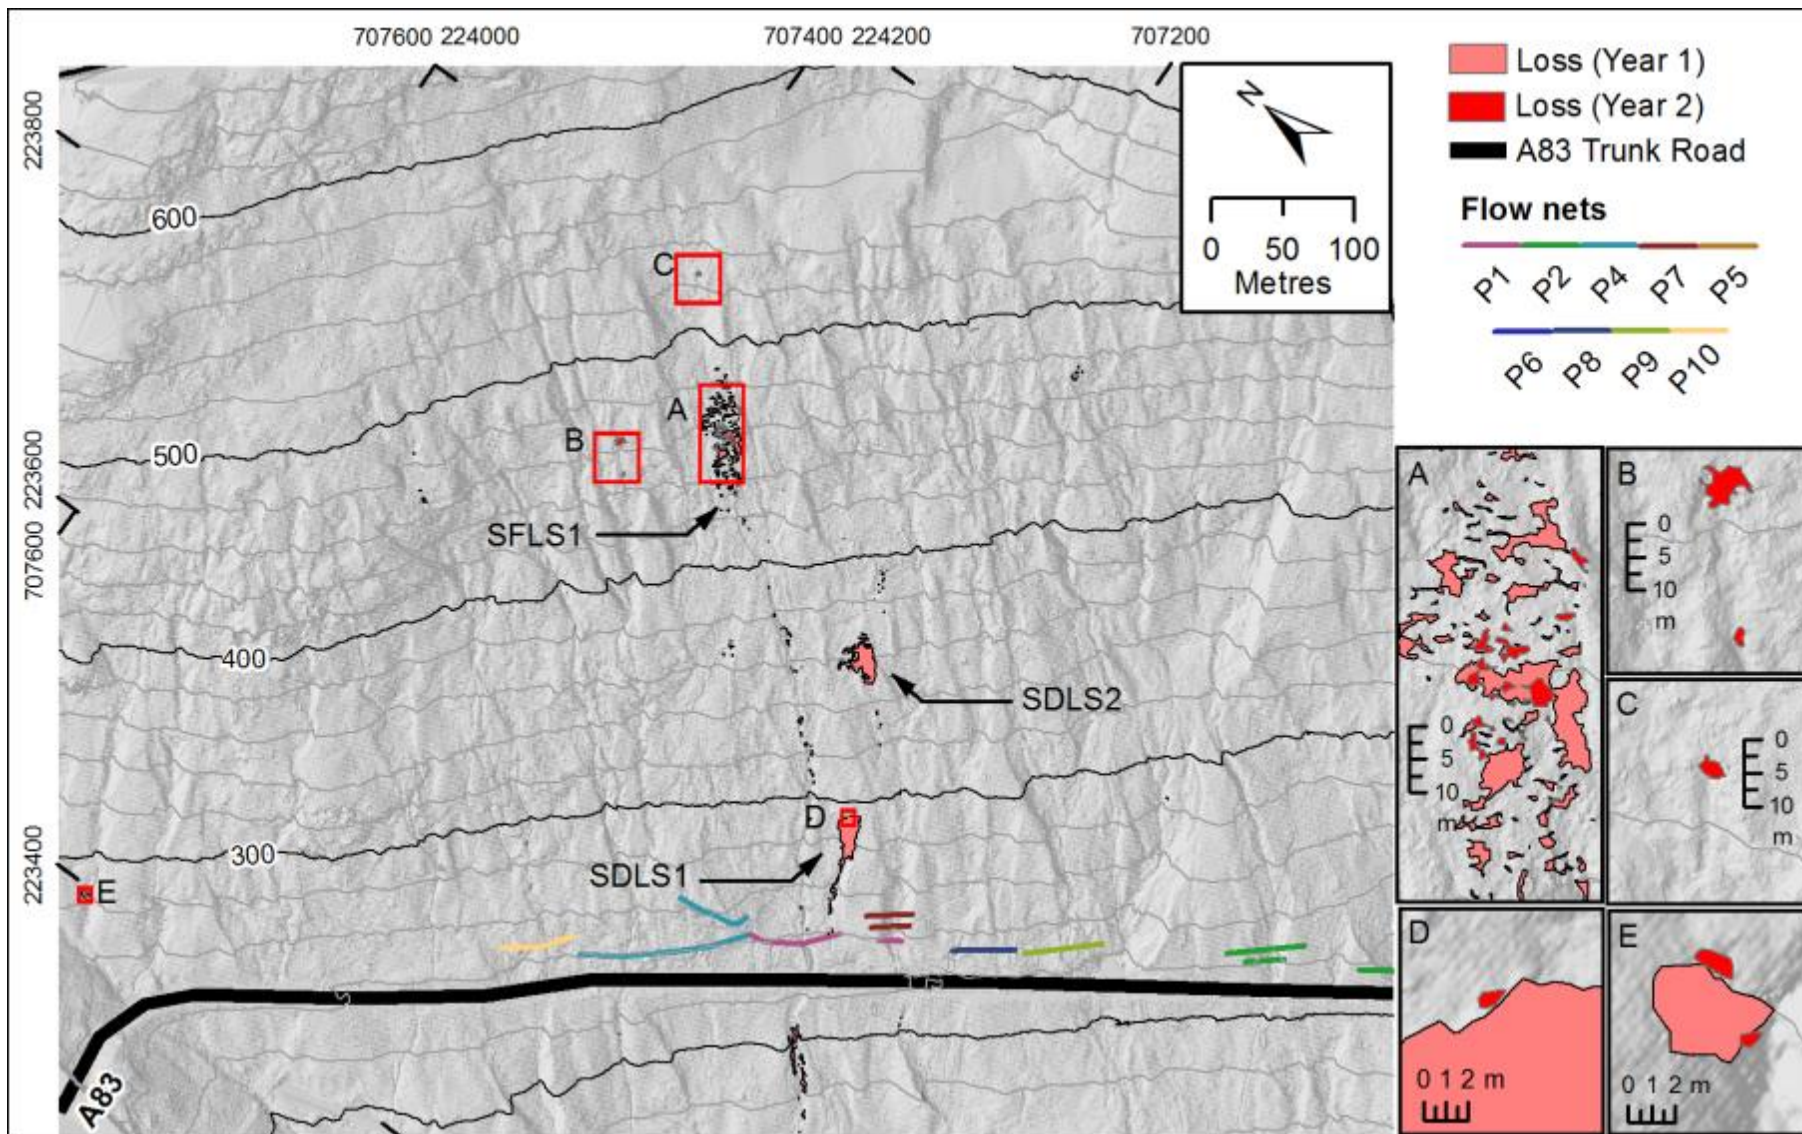 707600 224000
707400 224200
707200
223800
223600
707600
223400
600
500
400
300
C
A
B
SFLS1
SDLS2
D
SDLS1
E
A83
N
0 50 100
Metres
Loss (Year 1)
Loss (Year 2)
A83 Trunk Road
Flow nets
P1 P2 P4 P7 P5
P6 P8 P9 P10
A
0
5
10
m
B
0
5
10
m
C
0
5
10
m
D
0 1 2 m
E
0 1 2 m